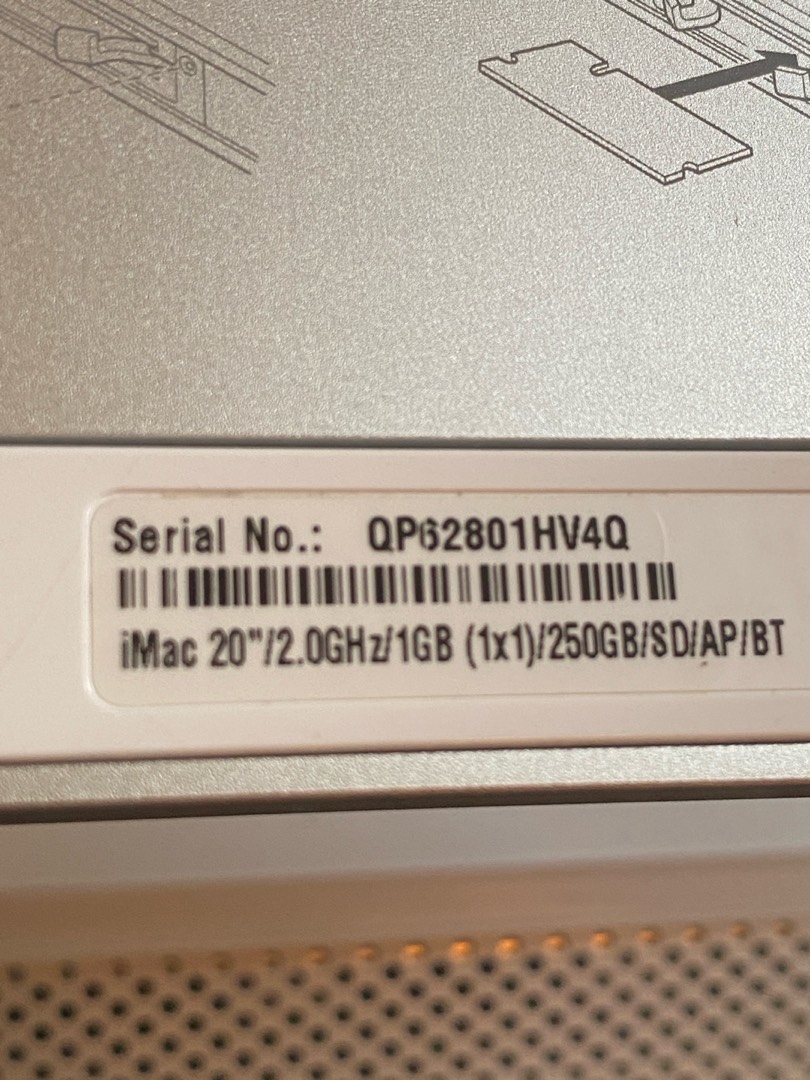 Serial No.: QP62801HV4Q
iMac 20"/2.0GHz/1GB (1x1)/250GB/SD/AP/BT